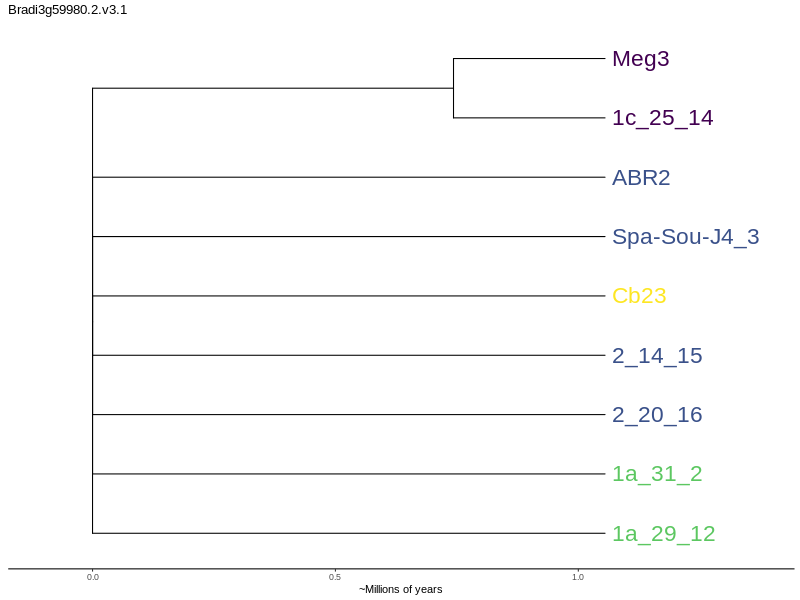 Bradi3g59980.2.v3.1
Meg3
1c_25_14
ABR2
Spa-Sou-J4_3
Cb23
2_14_15
2_20_16
1a_31_2
1a_29_12
0.0 0.5 1.0
~Millions of years